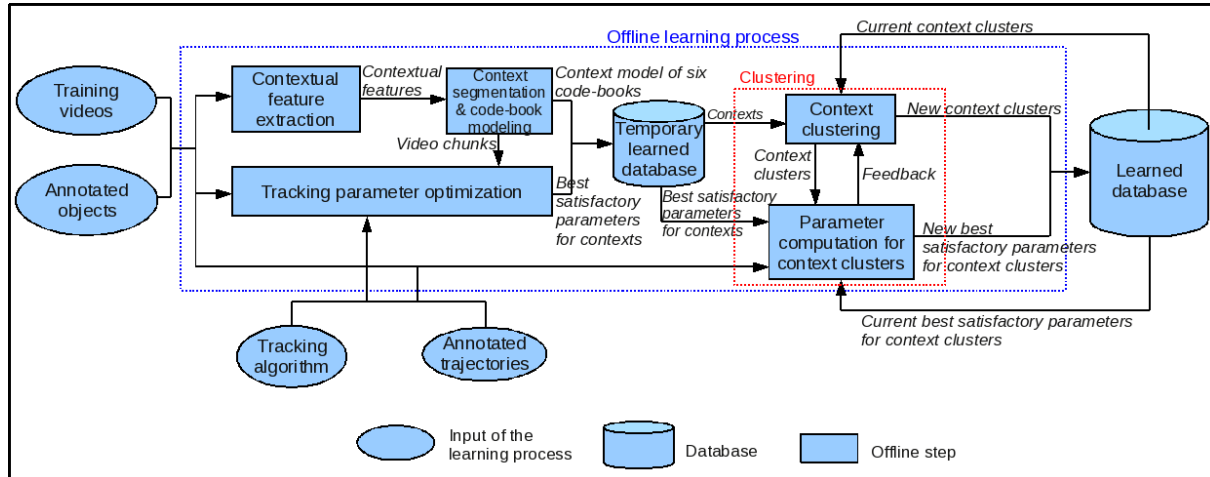 Offline learning process
Current context clusters
Training
videos
Annotated
objects
Contextual
feature
extraction
Contextual
features
Context
segmentation
& code-book
modeling
Context model of six
code-books
Video chunks
Tracking parameter optimization
Best
satisfactory
parameters
for contexts
Temporary
learned
database
Contexts
Best satisfactory
parameters
for contexts
Clustering
Context
clustering
New context clusters
Context
clusters
Feedback
Parameter
computation for
context clusters
New best
satisfactory parameters
for context clusters
Learned
database
Current best satisfactory parameters
for context clusters
Tracking
algorithm
Annotated
trajectories
Input of the
learning process
Database
Offline step